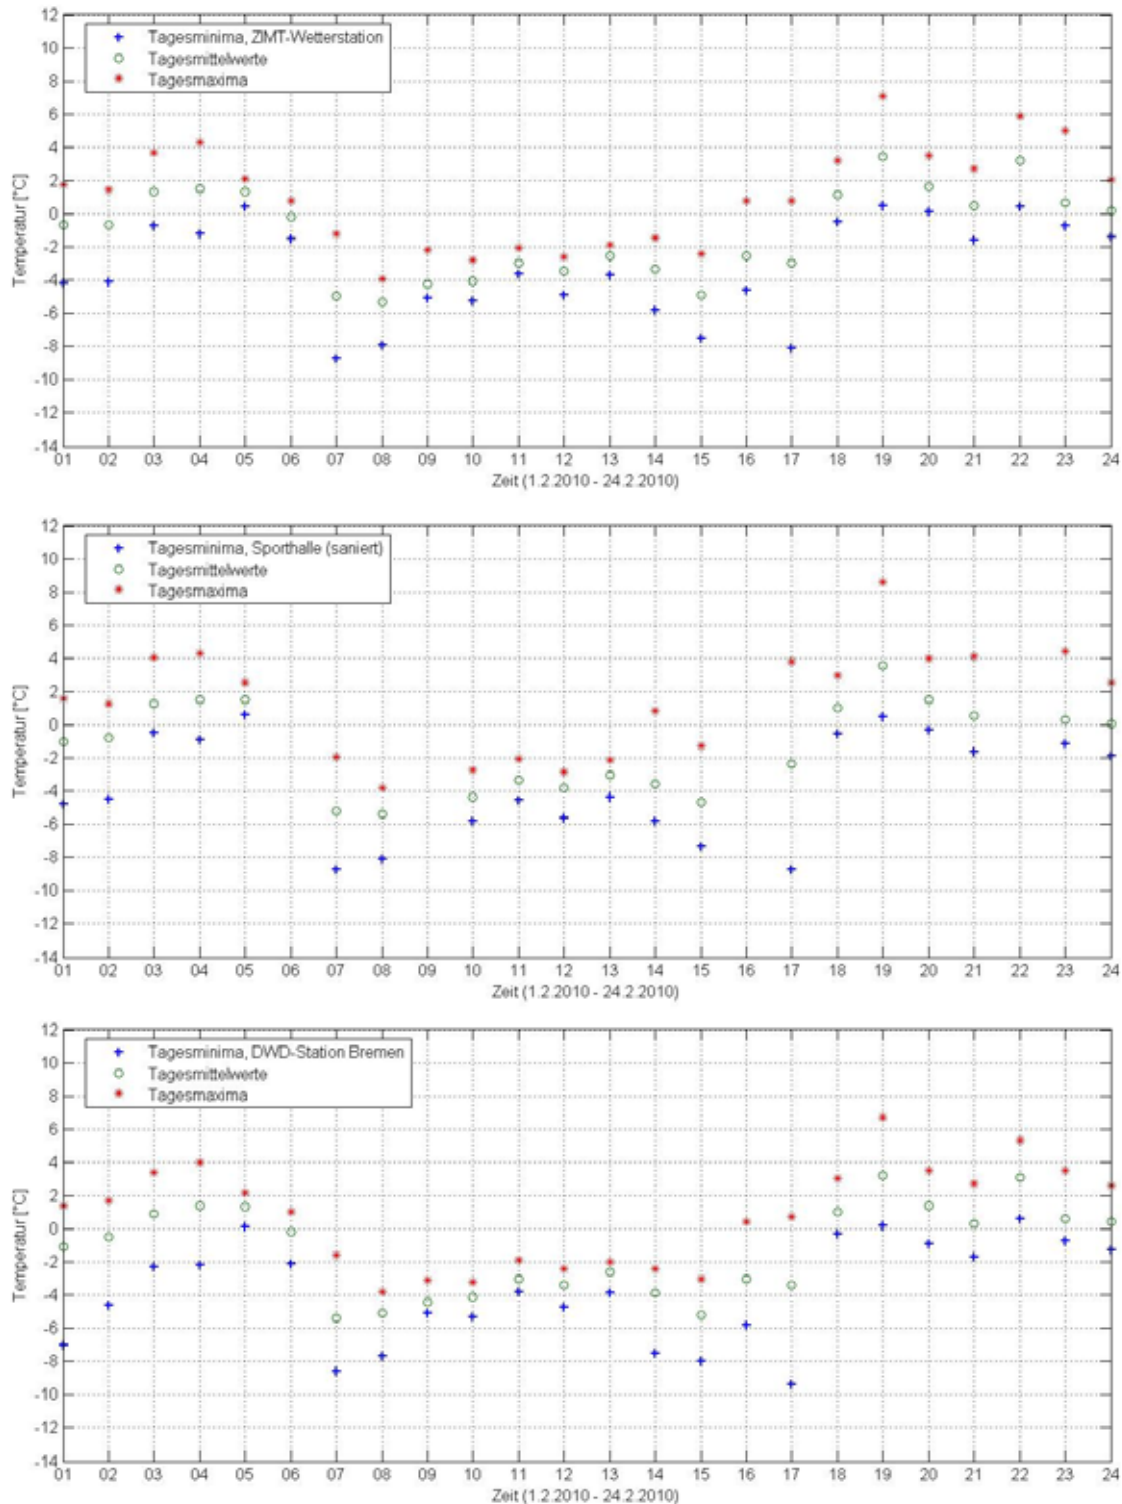 12
10
8
6
4
2
0
-2
-4
-6
-8
-10
-12
-14
Temperatur [°C]
Tagesminima, ZIMT-Wetterstation
Tagesmittelwerte
Tagesmaxima
01 02 03 04 05 06 07 08 09 10 11 12 13 14 15 16 17 18 19 20 21 22 23 24
Zeit (1.2.2010 - 24.2.2010)
12
10
8
6
4
2
0
-2
-4
-6
-8
-10
-12
-14
Temperatur [°C]
Tagesminima, Sporthalle (saniert)
Tagesmittelwerte
Tagesmaxima
01 02 03 04 05 06 07 08 09 10 11 12 13 14 15 16 17 18 19 20 21 22 23 24
Zeit (1.2.2010 - 24.2.2010)
12
10
8
6
4
2
0
-2
-4
-6
-8
-10
-12
-14
Temperatur [°C]
Tagesminima, DWD-Station Bremen
Tagesmittelwerte
Tagesmaxima
01 02 03 04 05 06 07 08 09 10 11 12 13 14 15 16 17 18 19 20 21 22 23 24
Zeit (1.2.2010 - 24.2.2010)